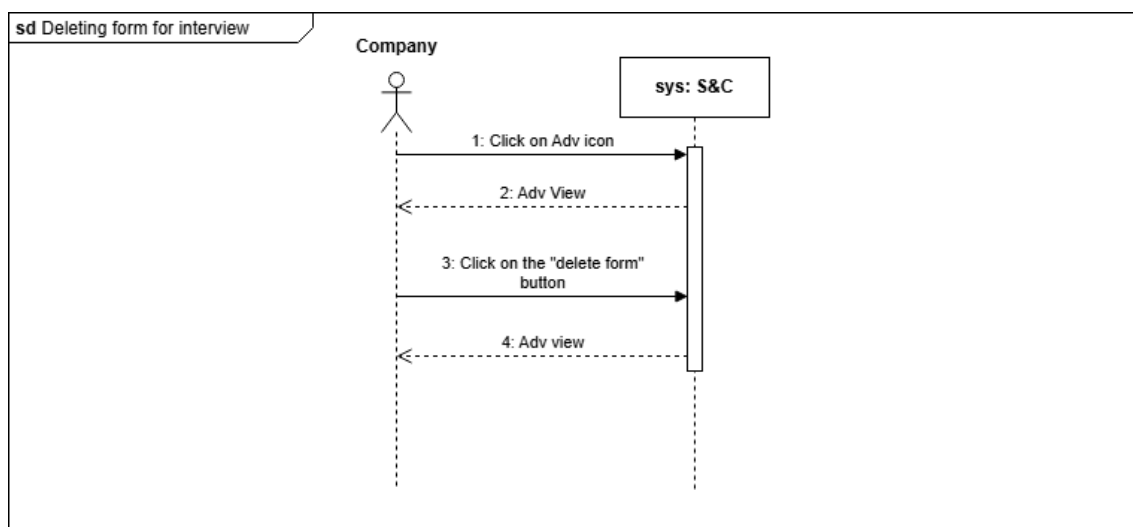 sd Deleting form for interview
Company
sys: S&C
1: Click on Adv icon
2: Adv View
3: Click on the "delete form"
button
4: Adv view